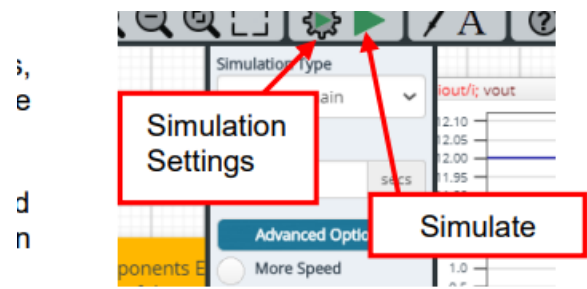 s,
e
d
n
A
?
Simulation Type
ain
Simulation
Settings
secs
Simulate
Advanced Optio
More Speed
ponents E
iout/i; vout
12.10
12.05
12.00
11.95
1.0